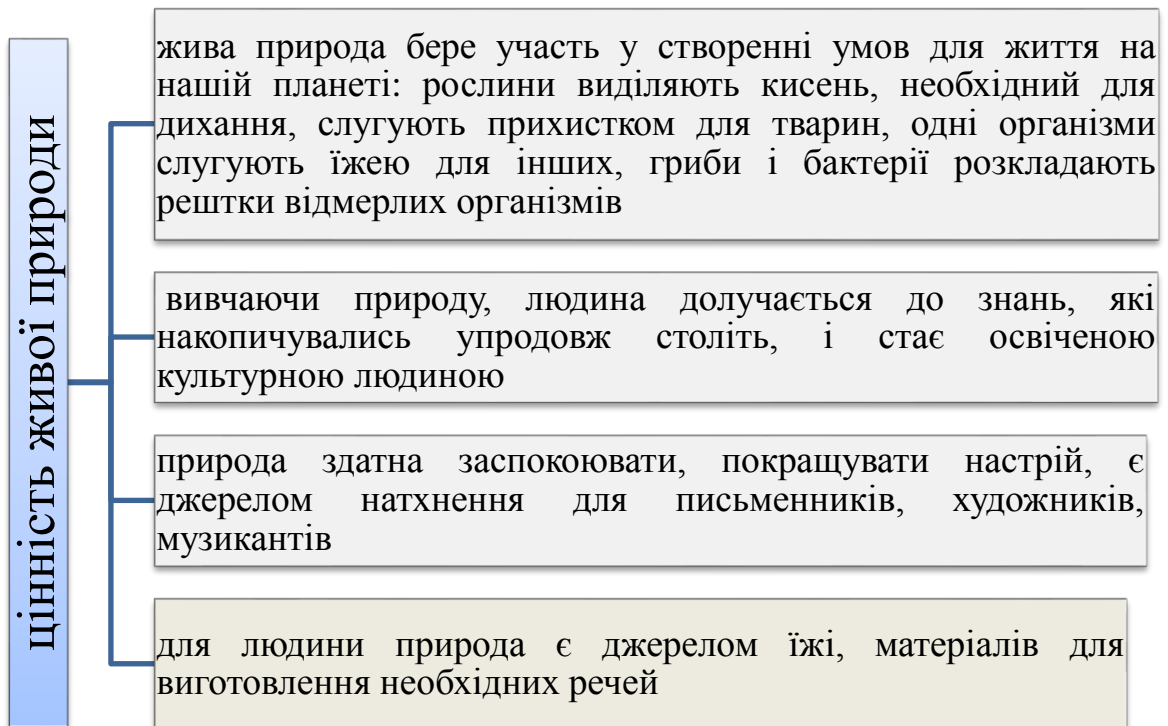 цінність живої природи
жива природа бере участь у створенні умов для життя на
нашій планеті: рослини виділяють кисень, необхідний для
дихання, слугують прихистком для тварин, одні організми
слугують їжею для інших, гриби і бактерії розкладають
рештки відмерлих організмів
вивчаючи природу, людина долучається до знань, які
накопичувались упродовж століть, і стає освіченою
культурною людиною
природа здатна заспокоювати, покращувати настрій, є
джерелом натхнення для письменників, художників,
музикантів
для людини природа є джерелом їжі, матеріалів для
виготовлення необхідних речей